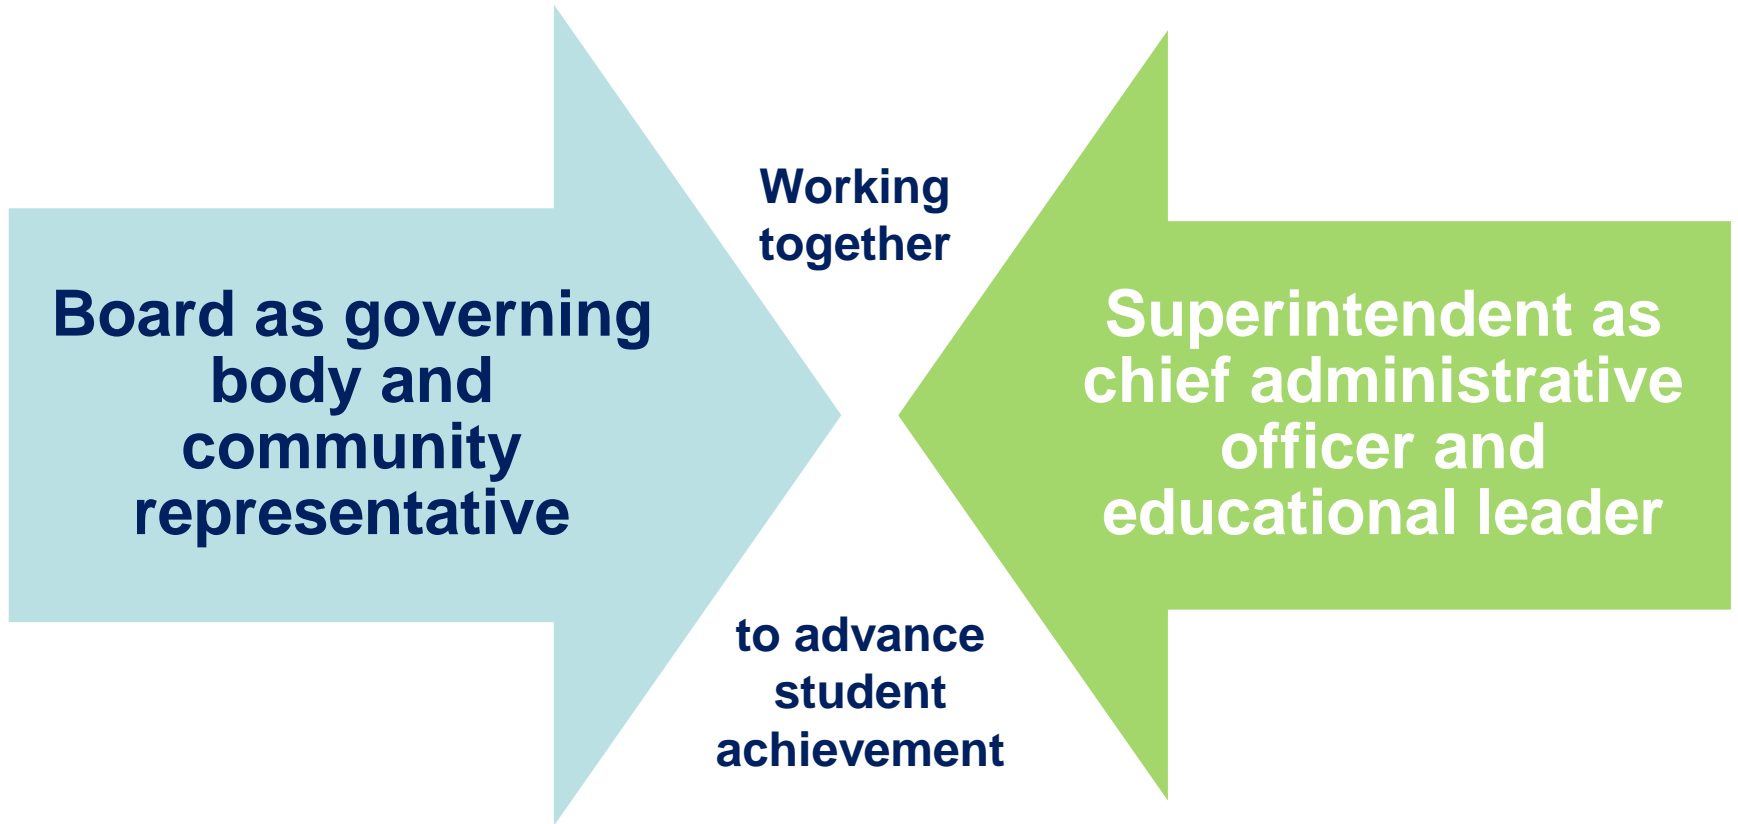 Board as governing
body and
community
representative
Working
together
to advance
student
achievement
Superintendent as
chief administrative
officer and
educational leader